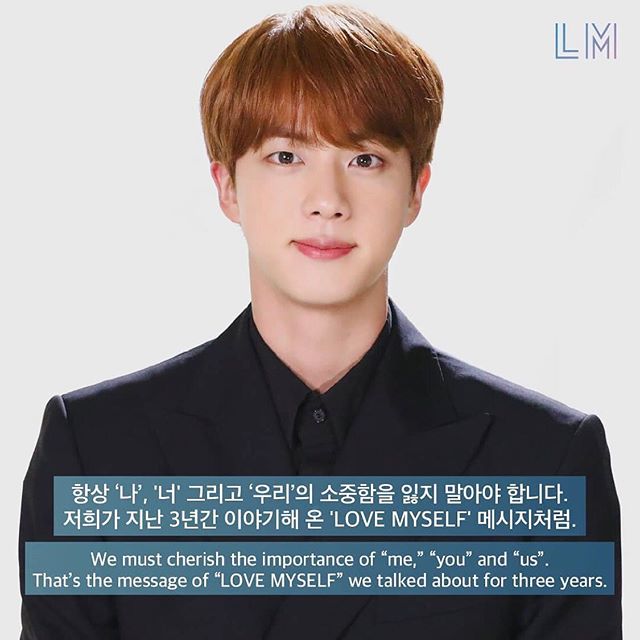 LM
항상 ‘나’, '너' 그리고 ‘우리’의 소중함을 잃지 말아야 합니다.
저희가 지난 3년간 이야기해 온 'LOVE MYSELF' 메시지처럼.
We must cherish the importance of “me,” “you” and “us”.
That’s the message of “LOVE MYSELF” we talked about for three years.